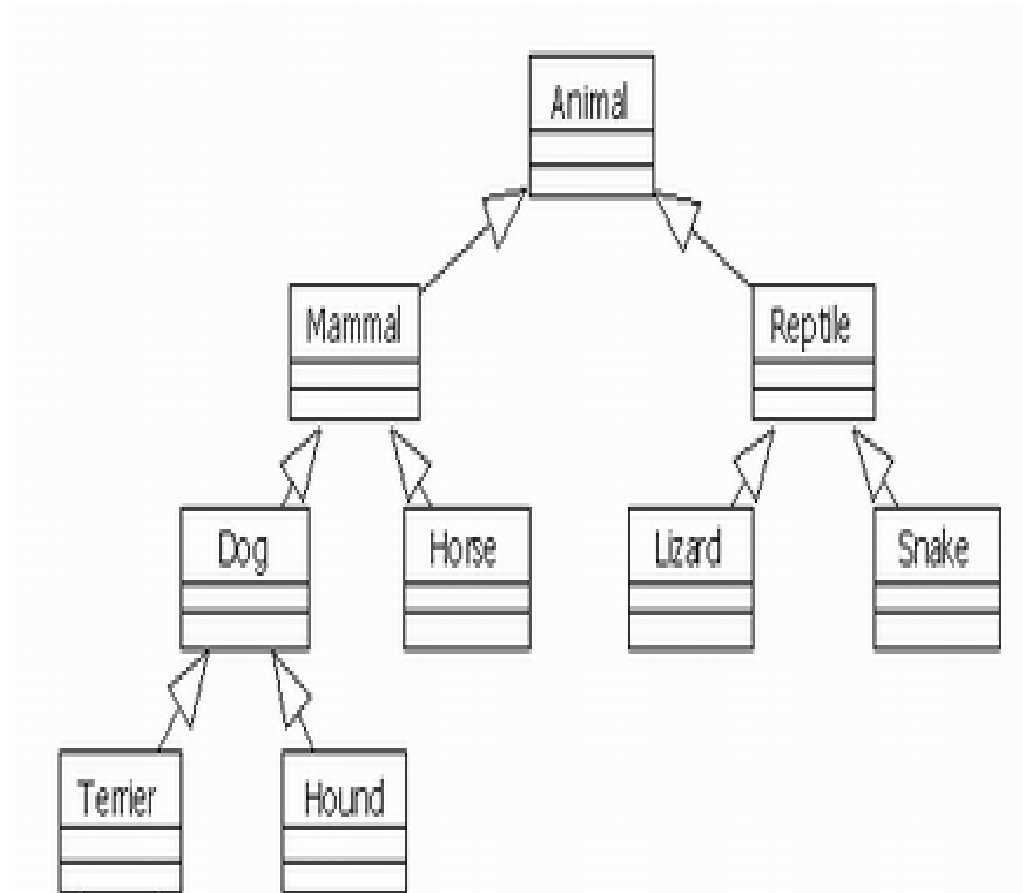 Animal
Mammal
Reptile
Dog
Horse
Lizard
Snake
Terrier
Hound